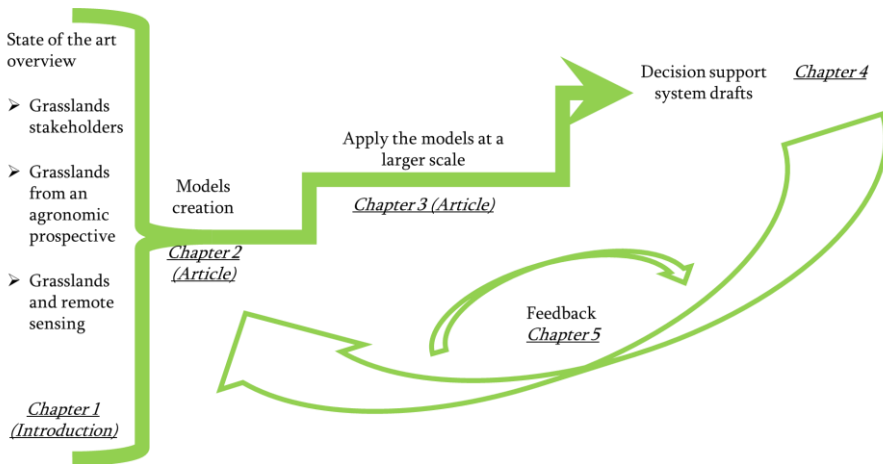 State of the art
overview
➢ Grasslands
stakeholders
➢ Grasslands
from an
agronomic
prospective
➢ Grasslands
and remote
sensing
Chapter 1
(Introduction)
Models
creation
Chapter 2
(Article)
Apply the models at a
larger scale
Chapter 3 (Article)
Decision support
system drafts
Chapter 4
Feedback
Chapter 5